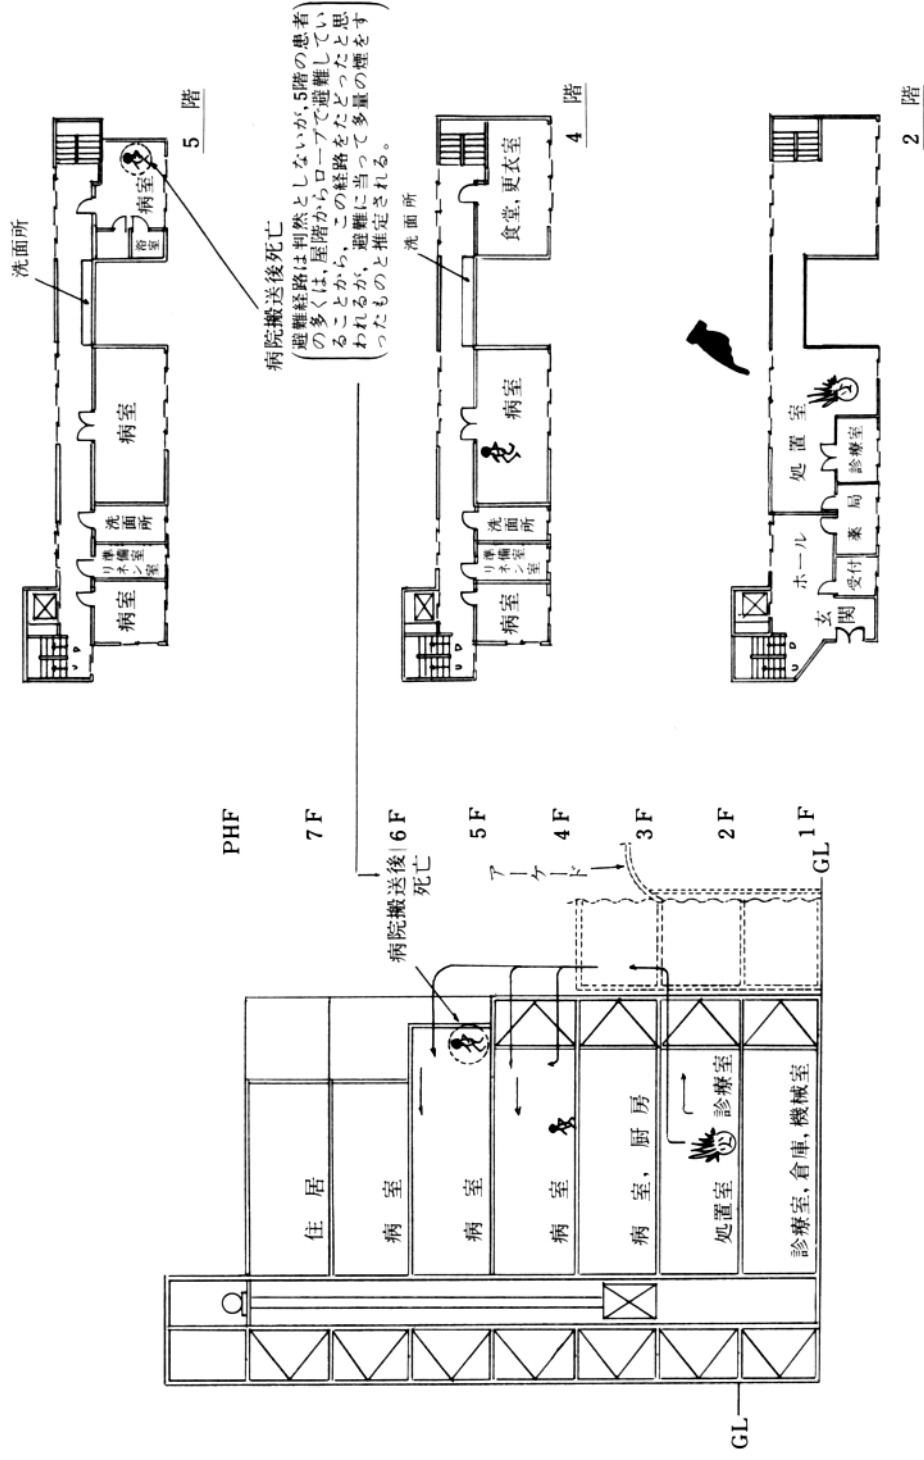 PHF
7F
6F
5F
4F
3F
2F
1F
GL
GL
住居
病室
病室
病室
病室，厨房
処置室
診療室
診療室，倉庫，機械室
アーケード
病院搬送後
死亡
5階
洗面所
病室
浴室
病室
洗面所
準備室
リネン室
病室
U
D
病院搬送後死亡
避難経路は判然としないが，5階の患者
の多くは，屋階からロープで避難してい
ることから，この経路をたどったと思
われるが，避難に当って多量の煙をす
ったものと推定される。
4階
洗面所
食堂，更衣室
病室
洗面所
準備室
リネン室
病室
U
D
2階
処置室
診療室
薬局
ホール
受付
玄関
U
D